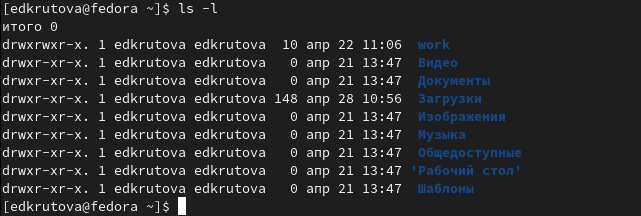 [edkrutova@fedora ~]$ ls -l
итого 0
drwxrwxr-x. 1 edkrutova edkrutova  10 апр 22 11:06  work
drwxr-xr-x. 1 edkrutova edkrutova   0 апр 21 13:47  Видео
drwxr-xr-x. 1 edkrutova edkrutova   0 апр 21 13:47  Документы
drwxr-xr-x. 1 edkrutova edkrutova 148 апр 28 10:56  Загрузки
drwxr-xr-x. 1 edkrutova edkrutova   0 апр 21 13:47  Изображения
drwxr-xr-x. 1 edkrutova edkrutova   0 апр 21 13:47  Музыка
drwxr-xr-x. 1 edkrutova edkrutova   0 апр 21 13:47  Общедоступные
drwxr-xr-x. 1 edkrutova edkrutova   0 апр 21 13:47 'Рабочий стол'
drwxr-xr-x. 1 edkrutova edkrutova   0 апр 21 13:47  Шаблоны
[edkrutova@fedora ~]$